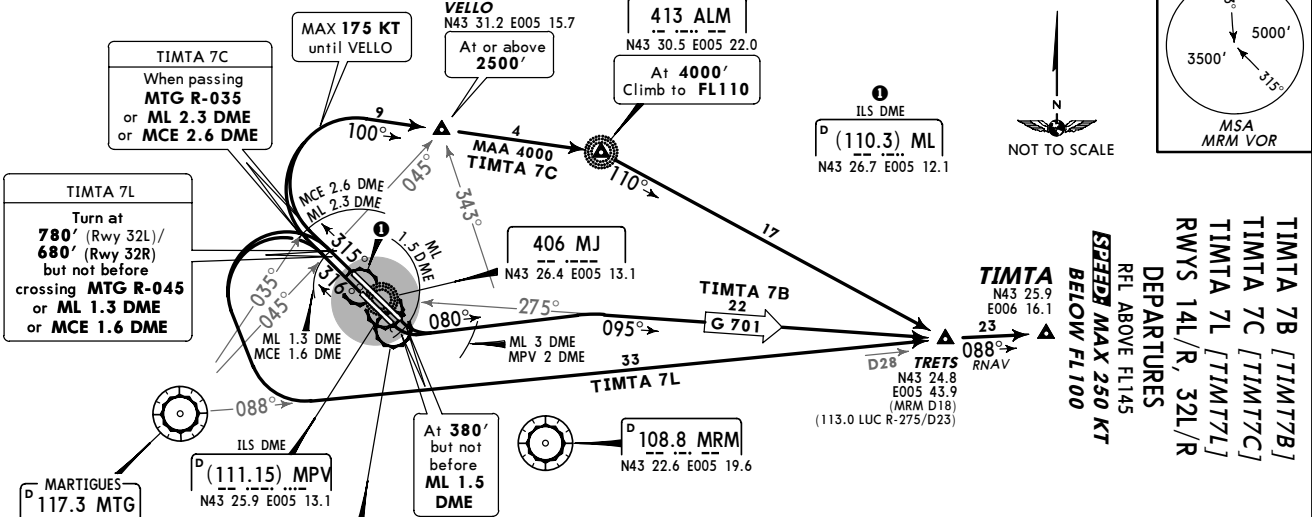 VELLO
N43 31.2 E005 15.7
At or above
2500'
MAX 175 KT
until VELLO
413 ALM
N43 30.5 E005 22.0
At 4000'
Climb to FL110
TIMTA 7C
When passing
MTG R-035
or ML 2.3 DME
or MCE 2.6 DME
TIMTA 7L
Turn at
780' (Rwy 32L)/
680' (Rwy 32R)
but not before
crossing MTG R-045
or ML 1.3 DME
or MCE 1.6 DME
9
100°
4
MAA 4000
TIMTA 7C
110°
17
045°
343°
MCE 2.6 DME
ML 2.3 DME
315°
316°
1
ML
1.5 DME
035°
045°
ML 1.3 DME
MCE 1.6 DME
406 MJ
N43 26.4 E005 13.1
1
ILS DME
D (110.3) ML
N43 26.7 E005 12.1
N
NOT TO SCALE
5000'
3500'
315°
MSA
MRM VOR
275°
080°
095°
TIMTA 7B
22
G 701
ML 3 DME
MPV 2 DME
33
TIMTA 7L
088°
D28
TRETS
N43 24.8
E005 43.9
(MRM D18)
(113.0 LUC R-275/D23)
23
088°
RNAV
TIMTA
N43 25.9
E006 16.1
MARTIGUES
D 117.3 MTG
ILS DME
D (111.15) MPV
N43 25.9 E005 13.1
At 380'
but not
before
ML 1.5
DME
D 108.8 MRM
N43 22.6 E005 19.6
TIMTA 7B [TIMT7B]
TIMTA 7C [TIMT7C]
TIMTA 7L [TIMT7L]
RWYS 14L/R, 32L/R
DEPARTURES
RFL ABOVE FL145
SPEED: MAX 250 KT
BELOW FL100